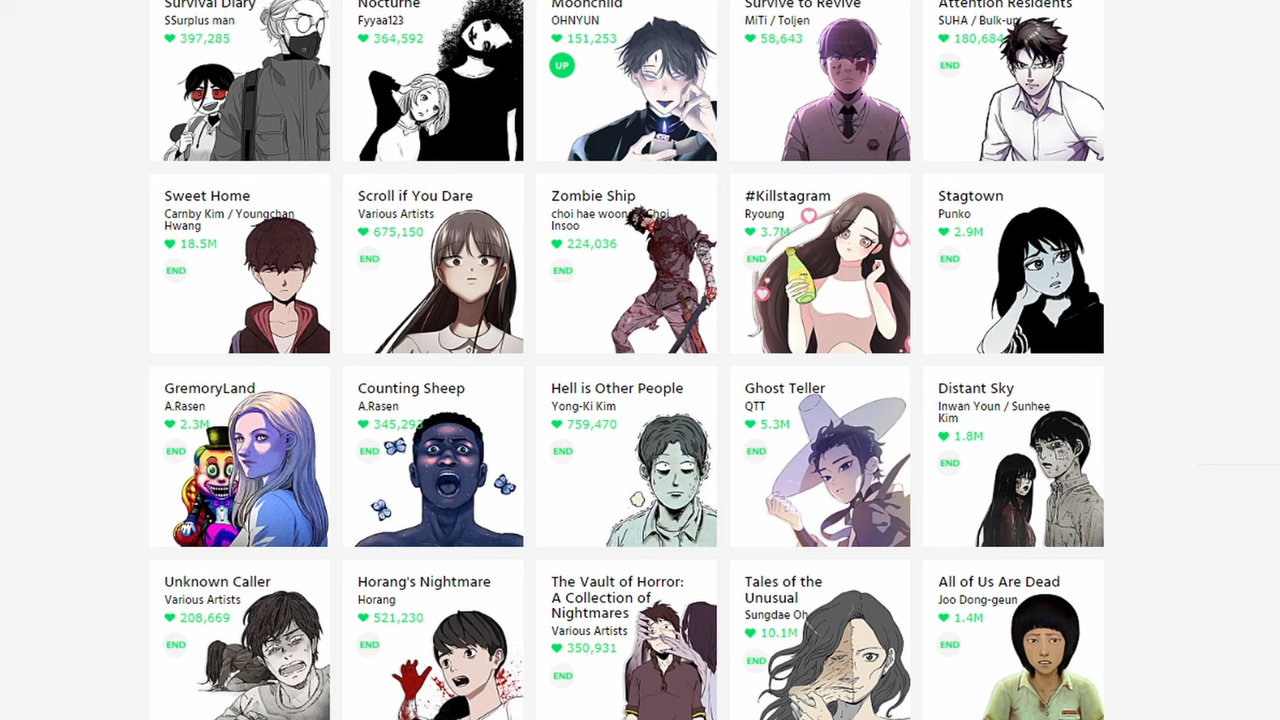 Survival Diary
SSurplus man
397,285
Nocturne
Fyyaa123
364,592
Moonchild
OHNYUN
151,253
UP
Survive to Revive
MiTi / Toljen
58,643
Attention Residents
SUHA / Bulk-up
180,684
END
Sweet Home
Carnby Kim / Youngchan
Hwang
18.5M
END
Scroll if You Dare
Various Artists
675,150
END
Zombie Ship
choi hae woong / Choi
Insoo
224,036
END
#Killstagram
Ryoung
3.7M
END
Stagtown
Punko
2.9M
END
GremoryLand
A.Rasen
2.3M
END
Counting Sheep
A.Rasen
345,293
END
Hell is Other People
Yong-Ki Kim
759,470
END
Ghost Teller
QTT
5.3M
END
Distant Sky
Inwan Youn / Sunhee
Kim
1.8M
END
Unknown Caller
Various Artists
208,669
END
Horang's Nightmare
Horang
521,230
END
The Vault of Horror:
A Collection of
Nightmares
Various Artists
350,931
END
Tales of the
Unusual
Sungdae Oh
10.1M
END
All of Us Are Dead
Joo Dong-geun
1.4M
END